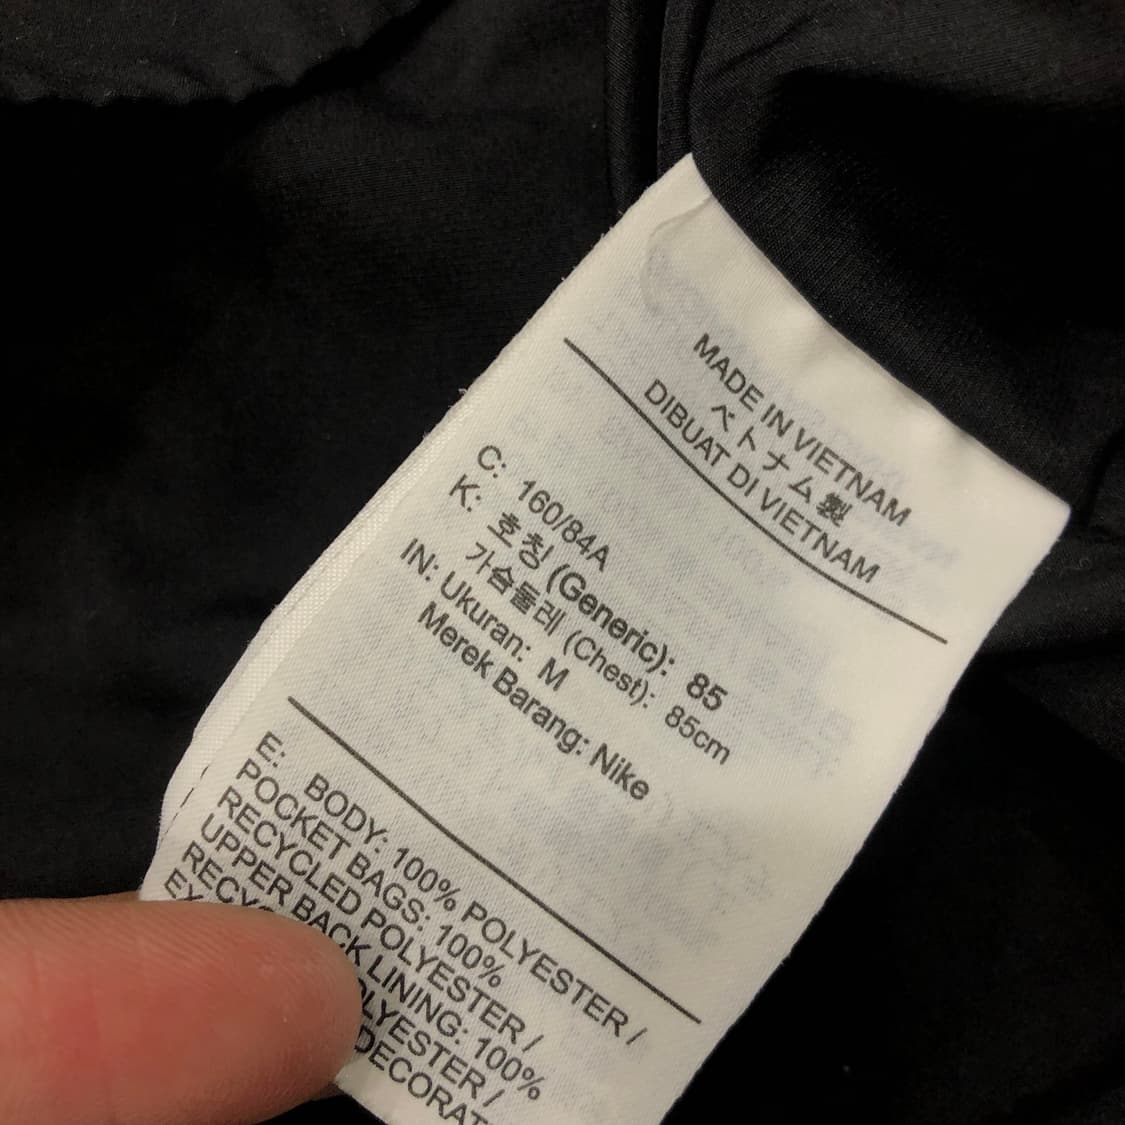 MADE IN VIETNAM
ベトナム製
DIBUAT DI VIETNAM
C: 160/84A
K: 호칭 (Generic): 85
가슴둘레 (Chest): 85cm
IN: Ukuran: M
Merek Barang: Nike
E: BODY: 100% POLYESTER /
POCKET BAGS: 100%
RECYCLED POLYESTER /
UPPER BACK LINING: 100%